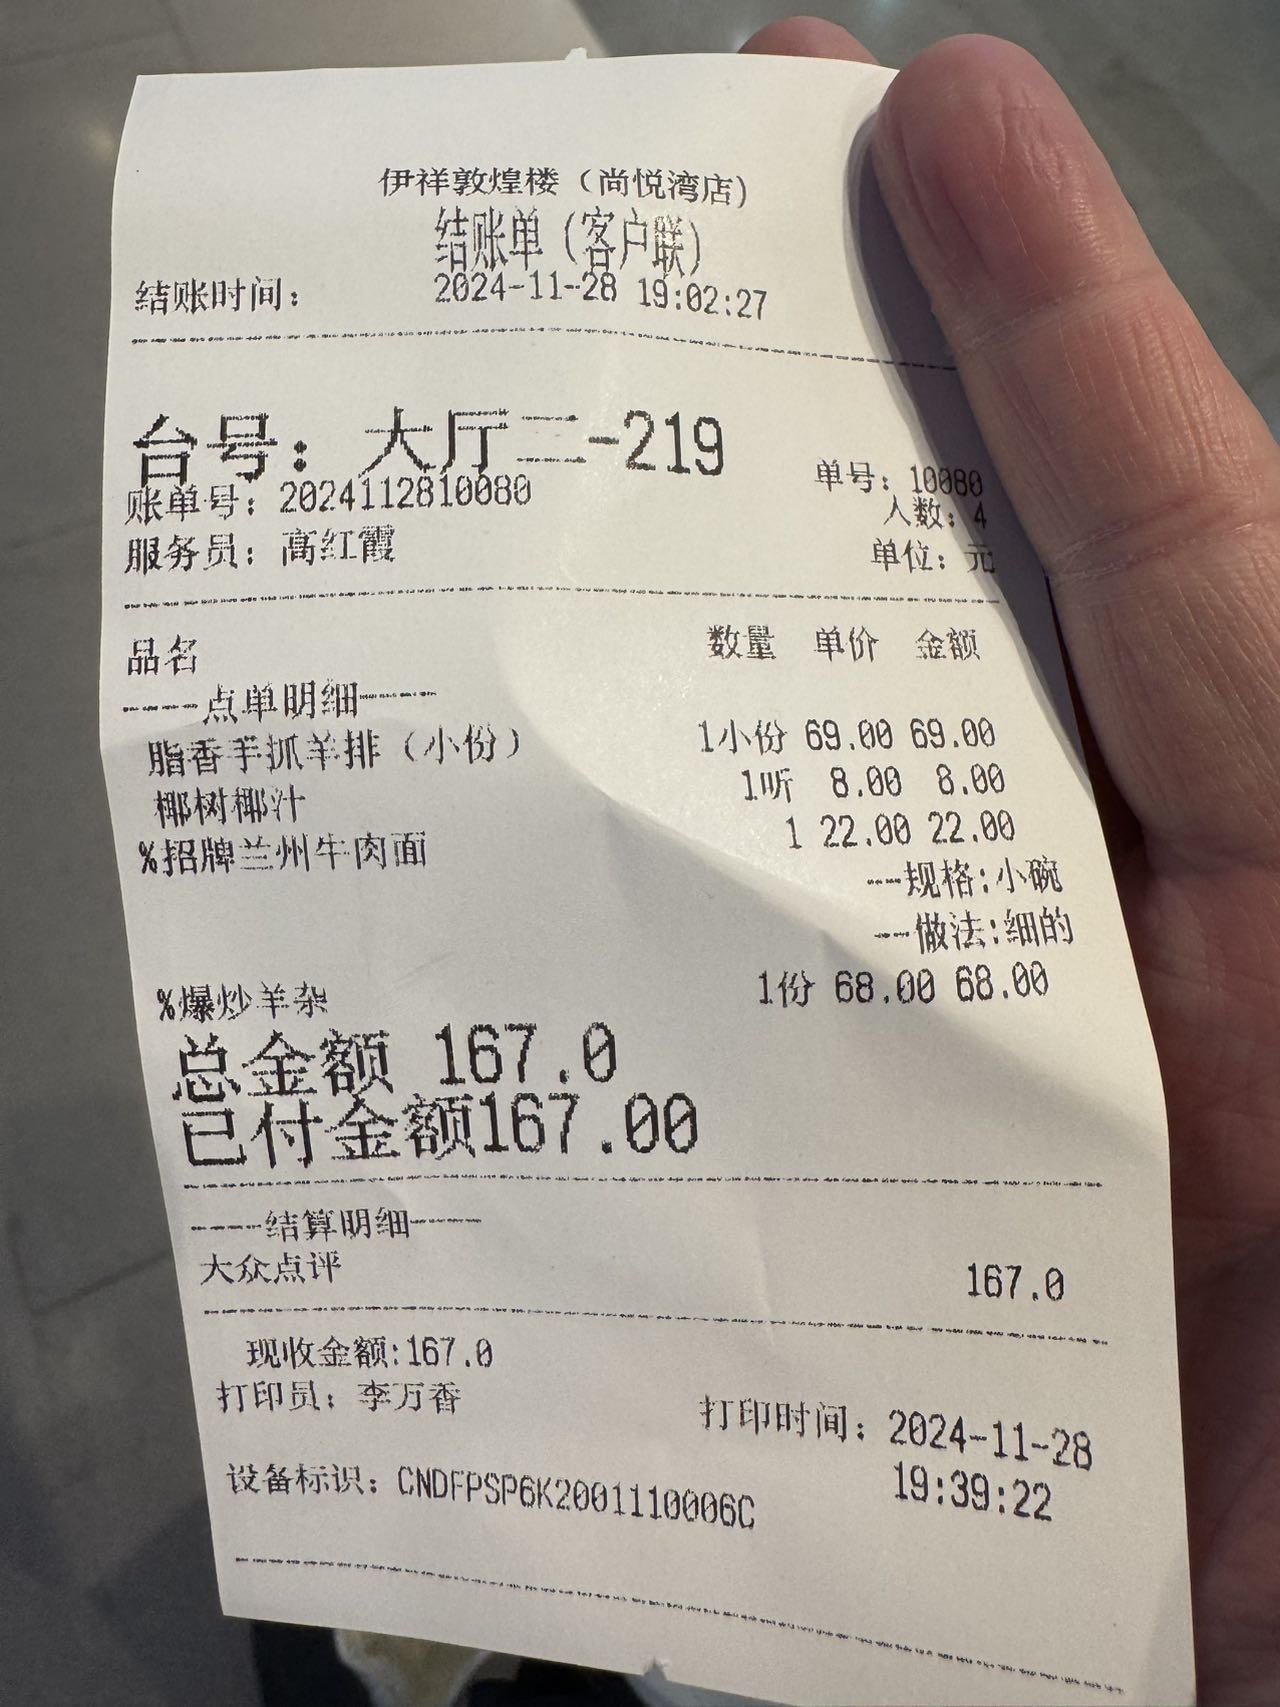 伊祥敦煌楼（尚悦湾店）
结账单（客户联）
结账时间： 2024-11-28 19:02:27
台号：大厅二-219
单号：10080
账单号：2024112810080
人数：4
服务员：高红霞
单位：元
品名 数量 单价 金额
----点单明细----
脂香手抓羊排（小份） 1小份 69.00 69.00
椰树椰汁 1听 8.00 8.00
%招牌兰州牛肉面 1 22.00 22.00
--规格:小碗
--做法:细的
%爆炒羊杂 1份 68.00 68.00
总金额 167.0
已付金额167.00
----结算明细----
大众点评 167.0
现收金额:167.0
打印员：李万香
打印时间：2024-11-28
19:39:22
设备标识：CNDFPSP6K2001110006C